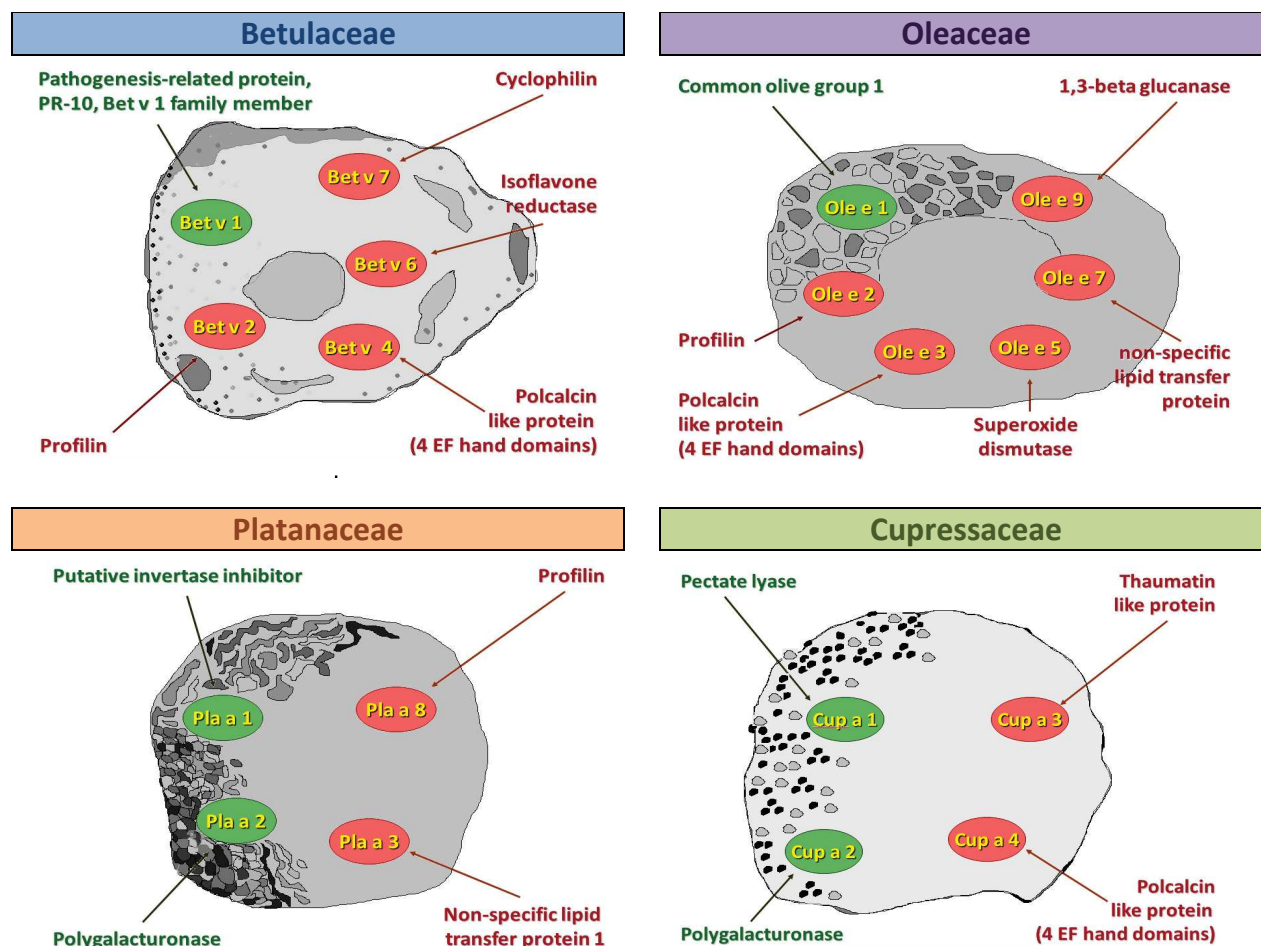 Betulaceae
Pathogenesis-related protein,
PR-10, Bet v 1 family member
Cyclophilin
Isoflavone
reductase
Bet v 7
Bet v 1
Bet v 6
Bet v 2
Bet v 4
Profilin
Polcalcin
like protein
(4 EF hand domains)
.
Oleaceae
Common olive group 1
1,3-beta glucanase
Ole e 1
Ole e 9
Ole e 7
Ole e 2
Ole e 3
Ole e 5
Profilin
Polcalcin
like protein
(4 EF hand domains)
Superoxide
dismutase
non-specific
lipid transfer
protein
Platanaceae
Putative invertase inhibitor
Profilin
Pla a 1
Pla a 8
Pla a 2
Pla a 3
Polygalacturonase
Non-specific lipid
transfer protein 1
Cupressaceae
Pectate lyase
Thaumatin
like protein
Cup a 1
Cup a 3
Cup a 2
Cup a 4
Polygalacturonase
Polcalcin
like protein
(4 EF hand domains)